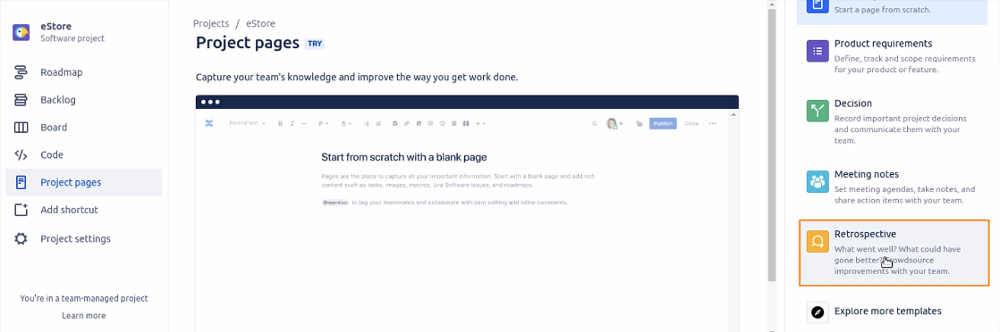 eStore
Software project
Roadmap
Backlog
Board
Code
Project pages
Add shortcut
Project settings
You're in a team-managed project
Learn more
Projects / eStore
Project pages TRY
Capture your team's knowledge and improve the way you get work done.
Normal text B I Publish Close
Start from scratch with a blank page
Pages are the place to capture all your important information. Start with a blank page and add rich
content such as tasks, images, macros, Jira Software issues, and roadmaps.
@mention to tag your teammates and collaborate with joint editing and inline comments.
Start a page from scratch.
Product requirements
Define, track and scope requirements
for your product or feature.
Decision
Record important project decisions
and communicate them with your
team.
Meeting notes
Set meeting agendas, take notes, and
share action items with your team.
Retrospective
What went well? What could have
gone better? Crowdsource
improvements with your team.
Explore more templates